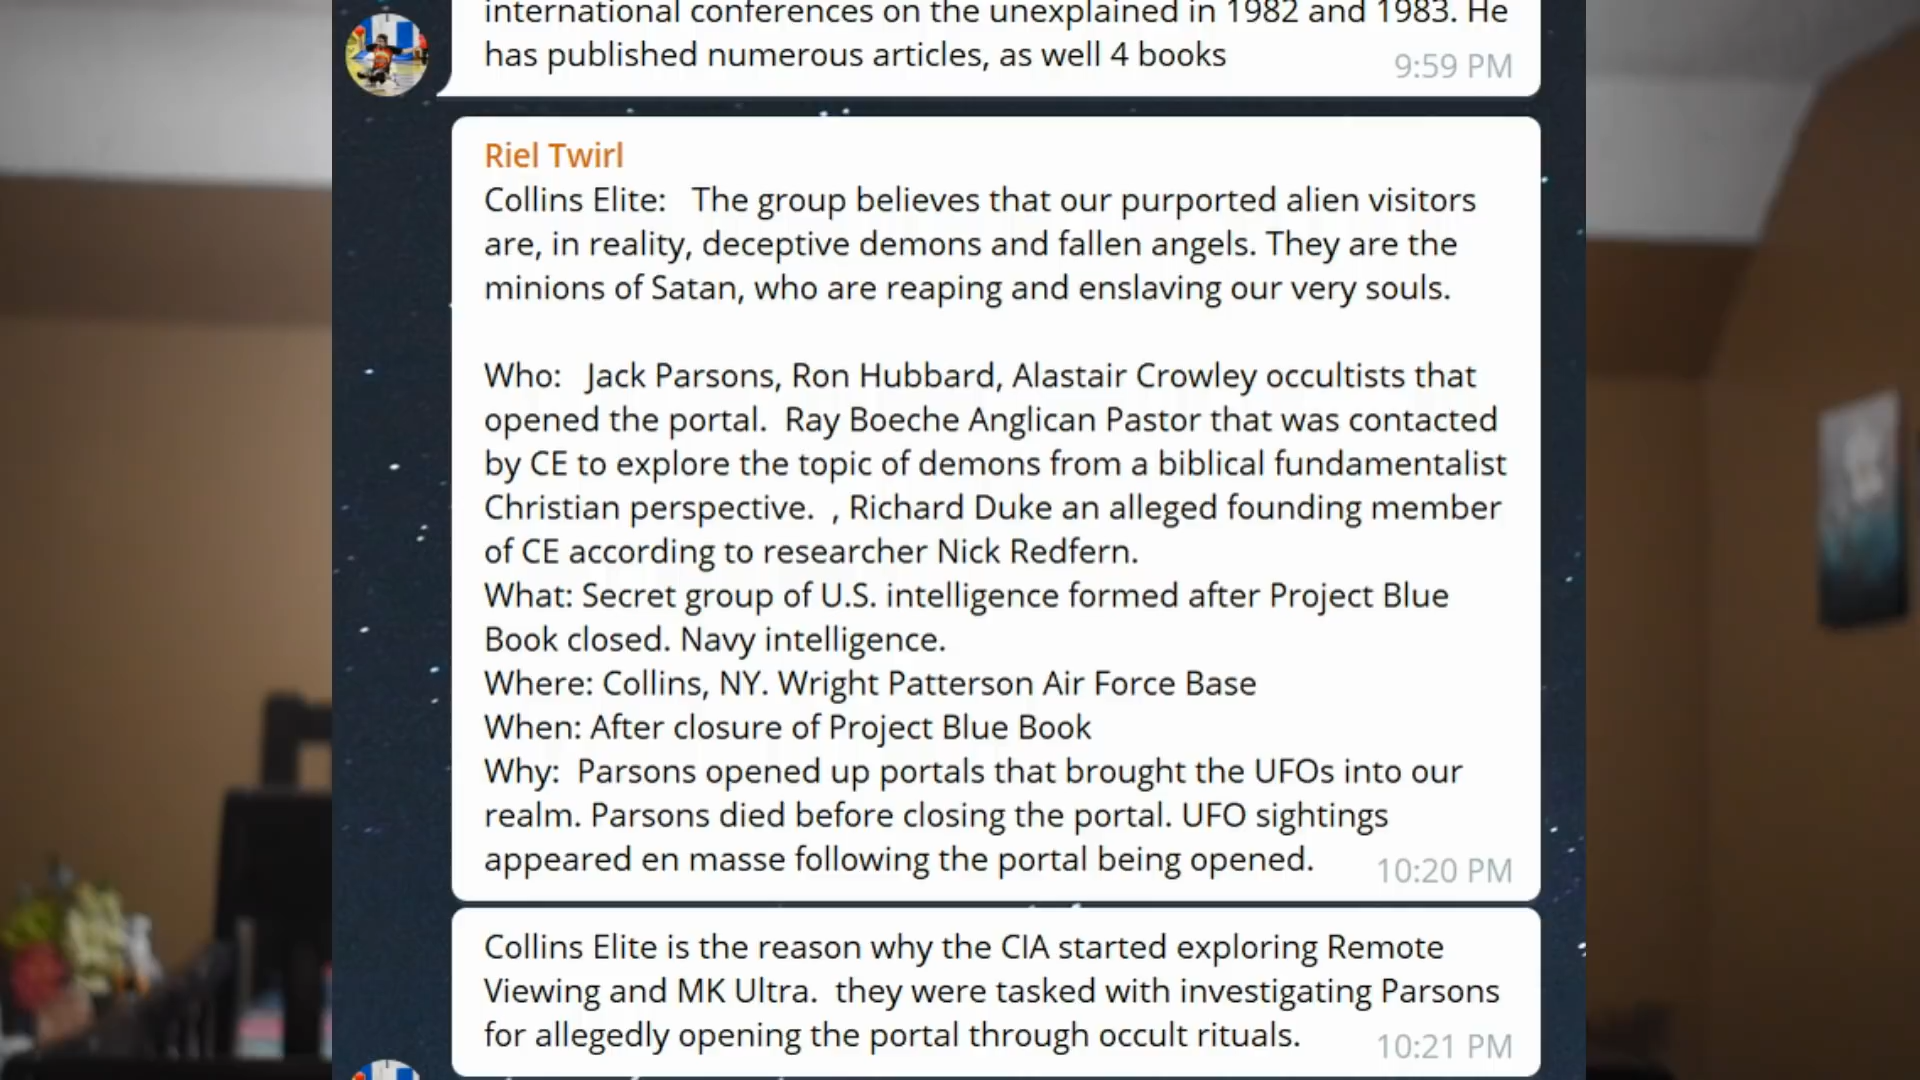 international conferences on the unexplained in 1982 and 1983. He
has published numerous articles, as well 4 books
9:59 PM
Riel Twirl
Collins Elite: The group believes that our purported alien visitors
are, in reality, deceptive demons and fallen angels. They are the
minions of Satan, who are reaping and enslaving our very souls.
Who: Jack Parsons, Ron Hubbard, Alastair Crowley occultists that
opened the portal. Ray Boeche Anglican Pastor that was contacted
by CE to explore the topic of demons from a biblical fundamentalist
Christian perspective. , Richard Duke an alleged founding member
of CE according to researcher Nick Redfern.
What: Secret group of U.S. intelligence formed after Project Blue
Book closed. Navy intelligence.
Where: Collins, NY. Wright Patterson Air Force Base
When: After closure of Project Blue Book
Why: Parsons opened up portals that brought the UFOs into our
realm. Parsons died before closing the portal. UFO sightings
appeared en masse following the portal being opened.
10:20 PM
Collins Elite is the reason why the CIA started exploring Remote
Viewing and MK Ultra. they were tasked with investigating Parsons
for allegedly opening the portal through occult rituals.
10:21 PM